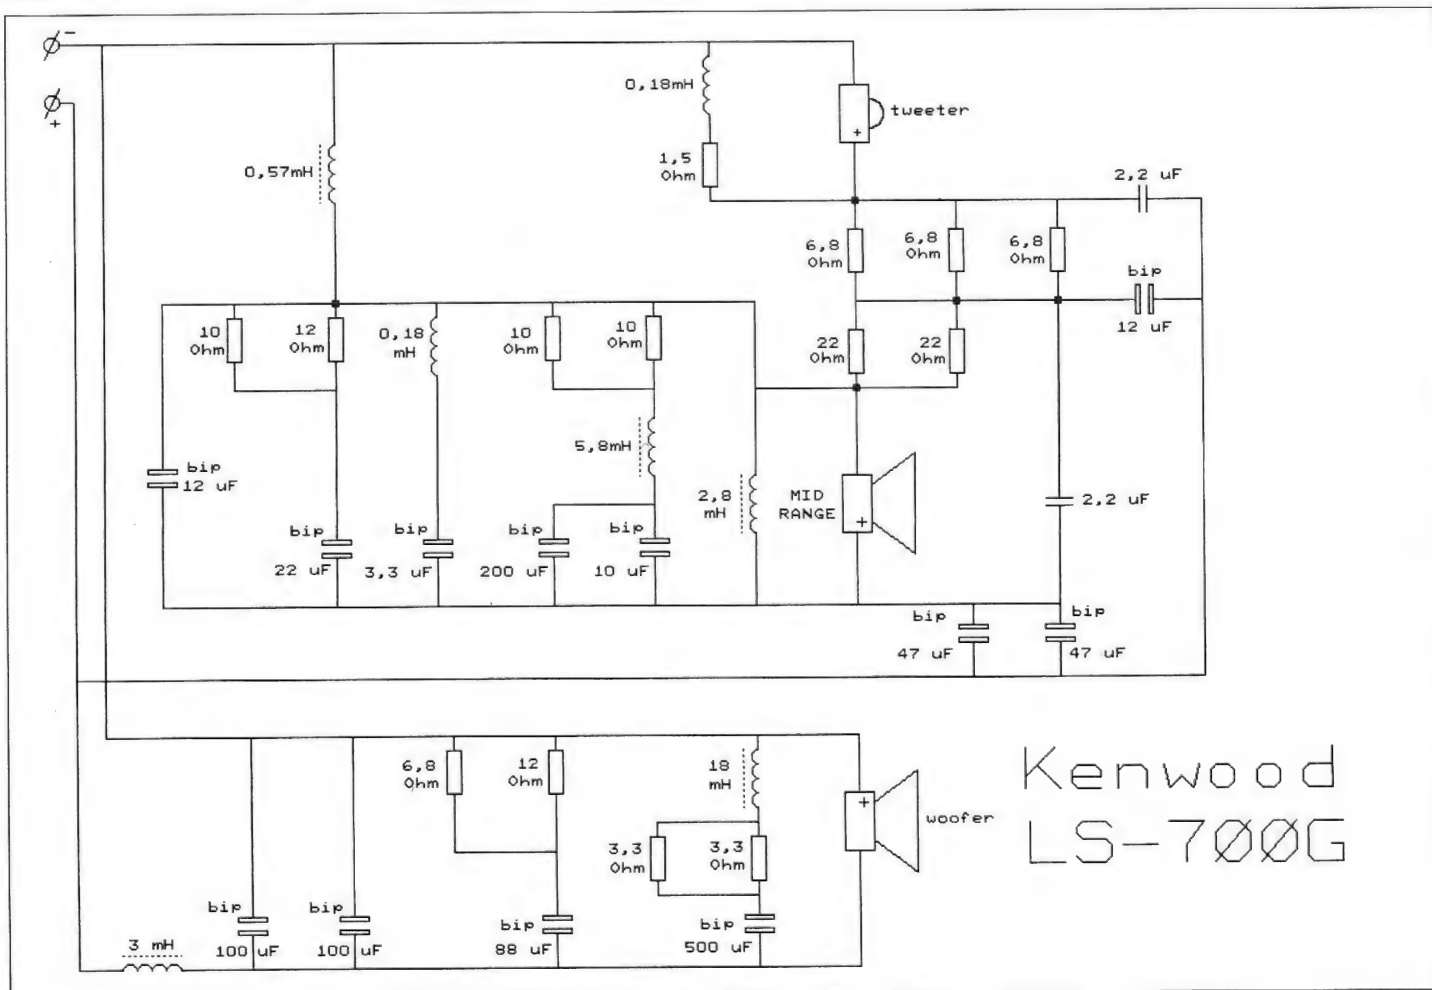 -
+
0,57mH
0,18mH
tweeter
+
1,5
Ohm
2,2 uF
6,8
Ohm
6,8
Ohm
6,8
Ohm
bip
12 uF
10
Ohm
12
Ohm
0,18
mH
10
Ohm
10
Ohm
22
Ohm
22
Ohm
5,8mH
bip
12 uF
2,8
mH
MID
RANGE
+
2,2 uF
bip
22 uF
bip
3,3 uF
bip
200 uF
bip
10 uF
bip
47 uF
bip
47 uF
6,8
Ohm
12
Ohm
18
mH
+
woofer
3,3
Ohm
3,3
Ohm
bip
100 uF
bip
100 uF
bip
88 uF
bip
500 uF
3 mH
Kenwood
LS-700G